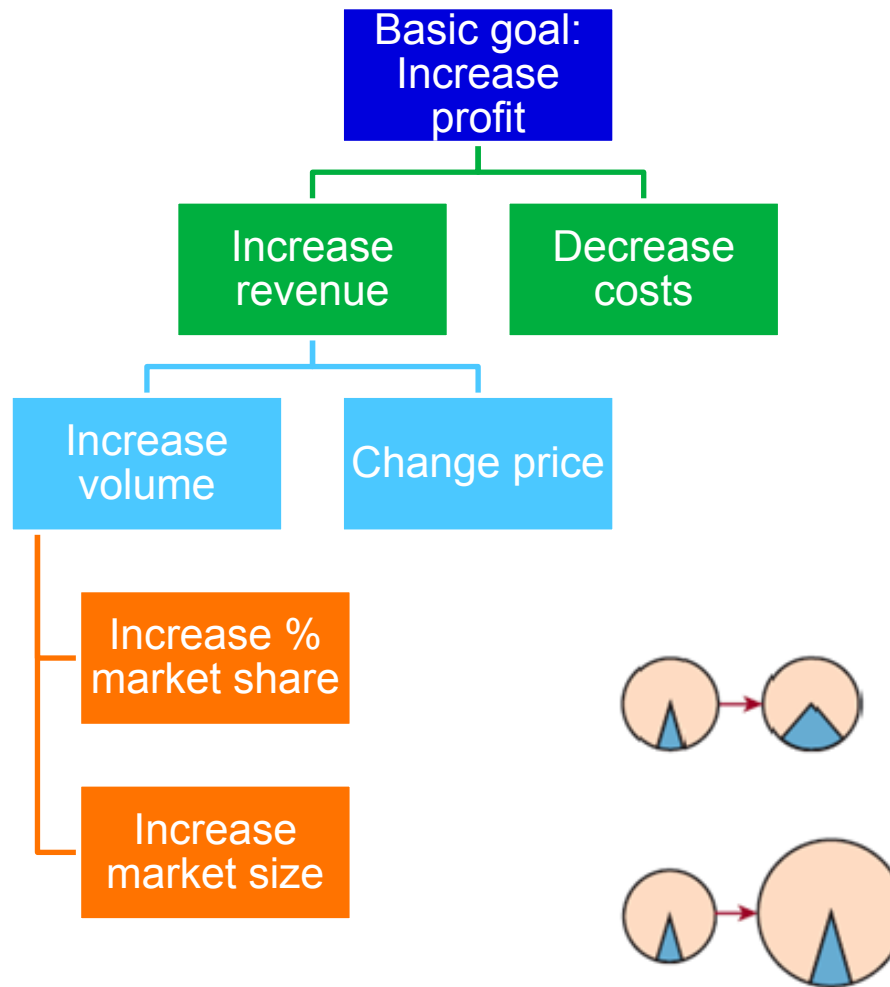 Basic goal:
Increase
profit
Increase
revenue
Decrease
costs
Increase
volume
Change price
Increase %
market share
Increase
market size